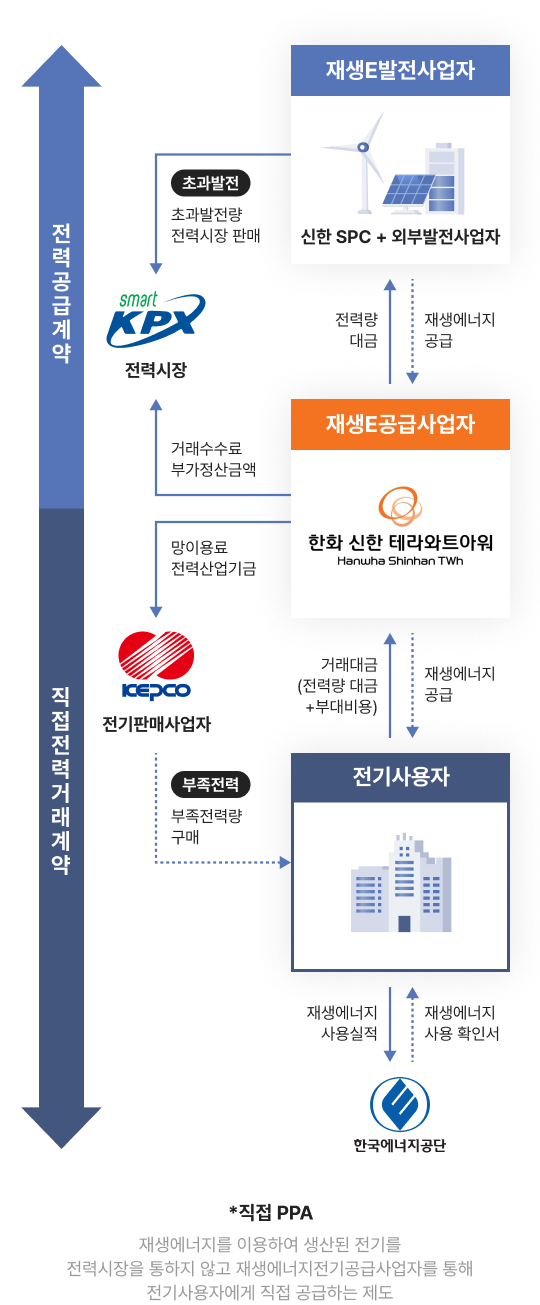 재생E발전사업자
신한 SPC + 외부발전사업자
초과발전
초과발전량
전력시장 판매
smart
KPX
전력시장
전력공급계약
전력량
대금
재생에너지
공급
재생E공급사업자
한화 신한 테라와트아워
Hanwha Shinhan TWh
거래수수료
부가정산금액
망이용료
전력산업기금
KEPCO
전기판매사업자
거래대금
(전력량 대금
+부대비용)
재생에너지
공급
직접전력거래계약
부족전력
부족전력량
구매
전기사용자
재생에너지
사용실적
재생에너지
사용 확인서
한국에너지공단
*직접 PPA
재생에너지를 이용하여 생산된 전기를
전력시장을 통하지 않고 재생에너지전기공급사업자를 통해
전기사용자에게 직접 공급하는 제도